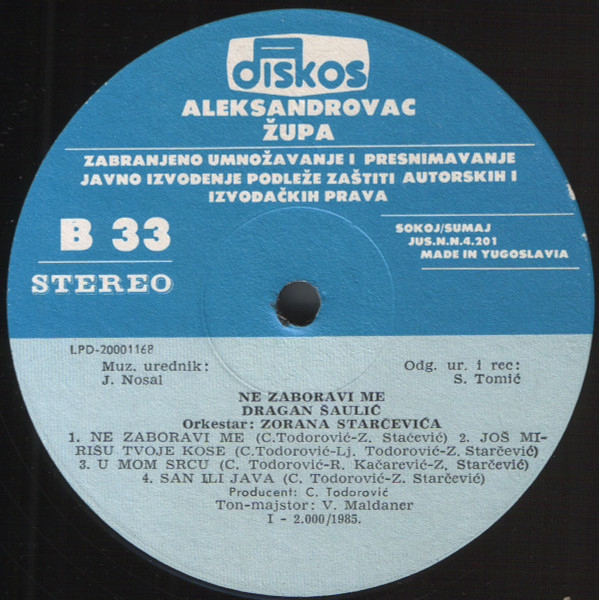 diskos
ALEKSANDROVAC
ŽUPA
ZABRANJENO UMNOŽAVANJE I PRESNIMAVANJE
JAVNO IZVOĐENJE PODLEŽE ZAŠTITI AUTORSKIH I
IZVOĐAČKIH PRAVA
B 33
STEREO
SOKOJ/SUMAJ
JUS.N.N.4.201
MADE IN YUGOSLAVIA
LPD-20001168
Muz. urednik:
J. Nosal
Odg. ur. i rec:
S. Tomić
NE ZABORAVI ME
DRAGAN ŠAULIĆ
Orkestar: ZORANA STARČEVIĆA
1. NE ZABORAVI ME (C.Todorović-Z. Staćević) 2. JOŠ MI-
RIŠU TVOJE KOSE (C.Todorović-Lj. Todorović-Z. Starčević)
3. U MOM SRCU (C. Todorović-R. Kačarević-Z. Starčević)
4. SAN ILI JAVA (C. Todorović-Z. Starčević)
Producent: C. Todorović
Ton-majstor: V. Maldaner
I - 2.000/1985.